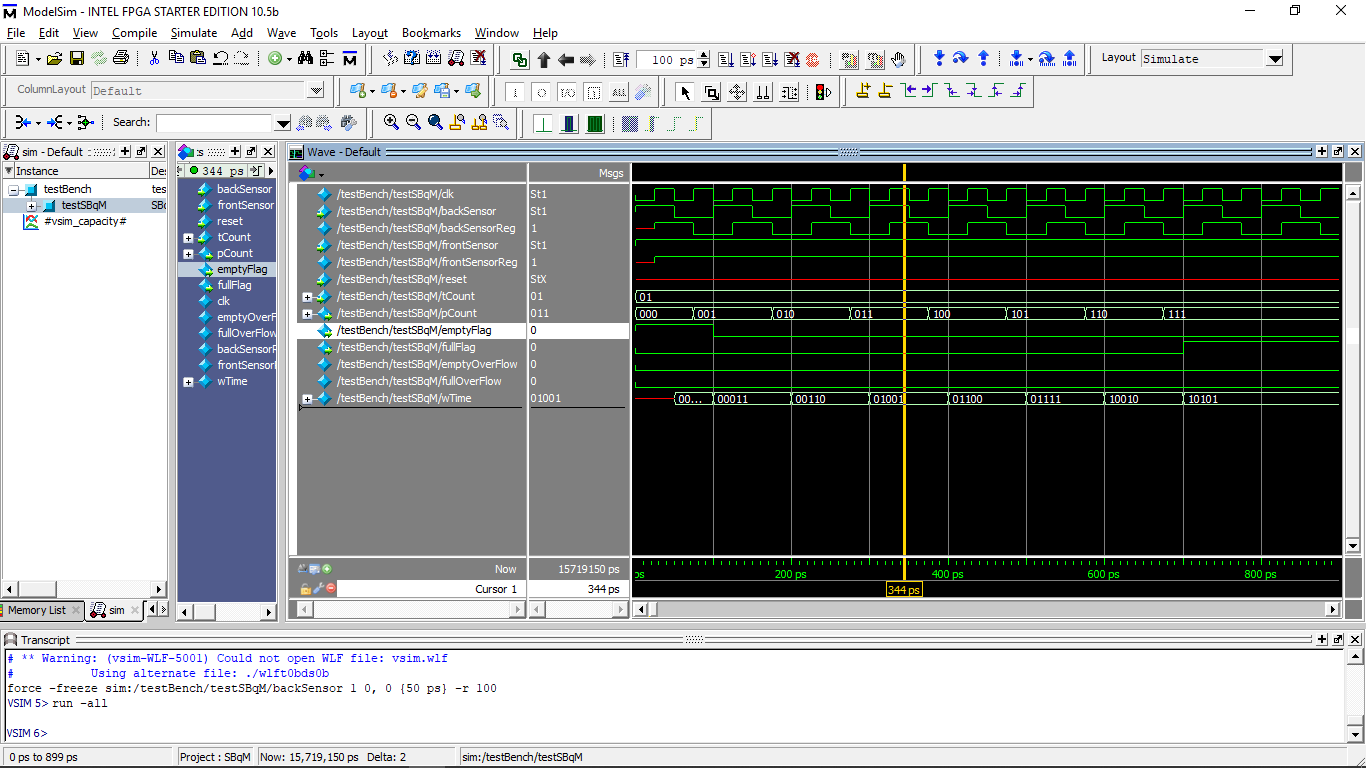 ModelSim - INTEL FPGA STARTER EDITION 10.5b
File Edit View Compile Simulate Add Wave Tools Layout Bookmarks Window Help
100 ps
Layout Simulate
ColumnLayout Default
Search:
sim - Default
Instance
testBench
testSBqM
#vsim_capacity#
344 ps
backSensor
frontSensor
reset
tCount
pCount
emptyFlag
fullFlag
clk
emptyOverF
fullOverFlow
backSensorR
frontSensorI
wTime
Wave - Default
Msgs
/testBench/testSBqM/clk St1
/testBench/testSBqM/backSensor St1
/testBench/testSBqM/backSensorReg 1
/testBench/testSBqM/frontSensor St1
/testBench/testSBqM/frontSensorReg 1
/testBench/testSBqM/reset StX
/testBench/testSBqM/tCount 01 01
/testBench/testSBqM/pCount 011 000 001 010 011 100 101 110 111
/testBench/testSBqM/emptyFlag 0
/testBench/testSBqM/fullFlag 0
/testBench/testSBqM/emptyOverFlow 0
/testBench/testSBqM/fullOverFlow 0
/testBench/testSBqM/wTime 01001 00... 00011 00110 01001 01100 01111 10010 10101
Now 15719150 ps
ps 200 ps 400 ps 600 ps 800 ps
Cursor 1 344 ps
344 ps
Memory List sim
Transcript
# ** Warning: (vsim-WLF-5001) Could not open WLF file: vsim.wlf
# Using alternate file: ./wlft0bds0b
force -freeze sim:/testBench/testSBqM/backSensor 1 0, 0 {50 ps} -r 100
VSIM 5> run -all
VSIM 6>
0 ps to 899 ps Project : SBqM Now: 15,719,150 ps Delta: 2 sim:/testBench/testSBqM